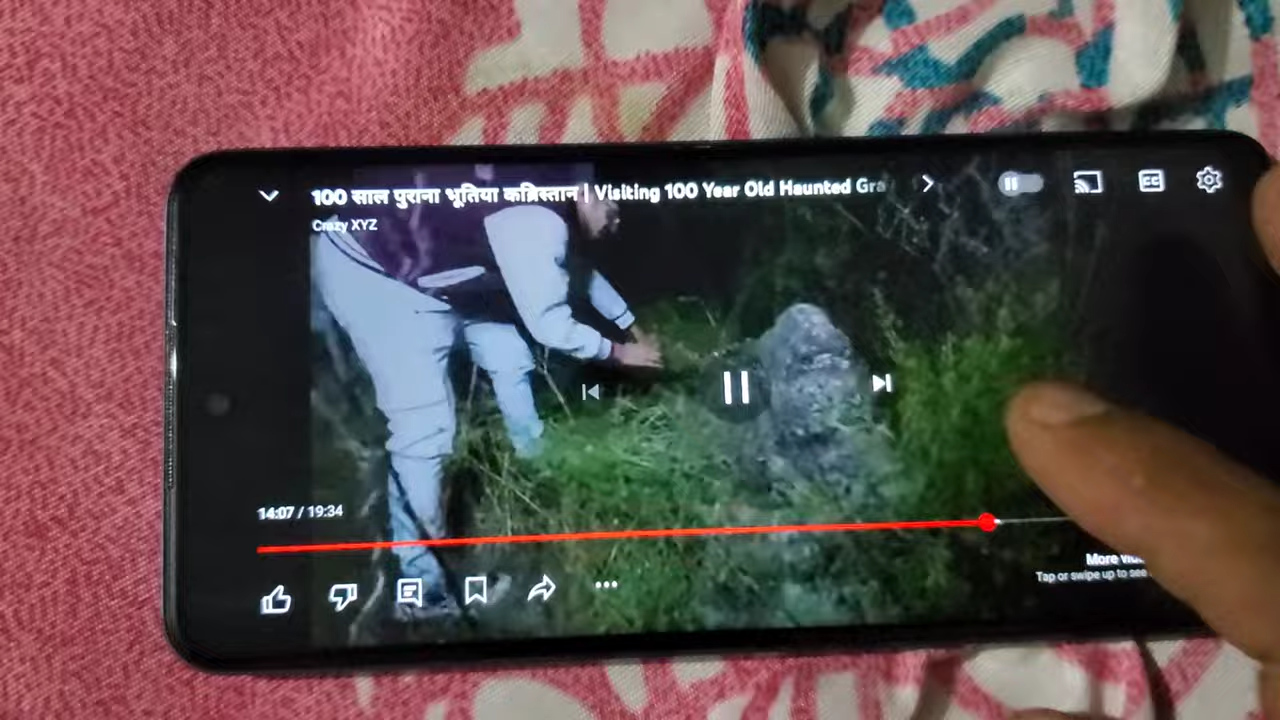 100 साल पुराना भूतिया कब्रिस्तान | Visiting 100 Year Old Haunted Gra
Crazy XYZ
CC
14:07 / 19:34
More
Tap or swipe up to see